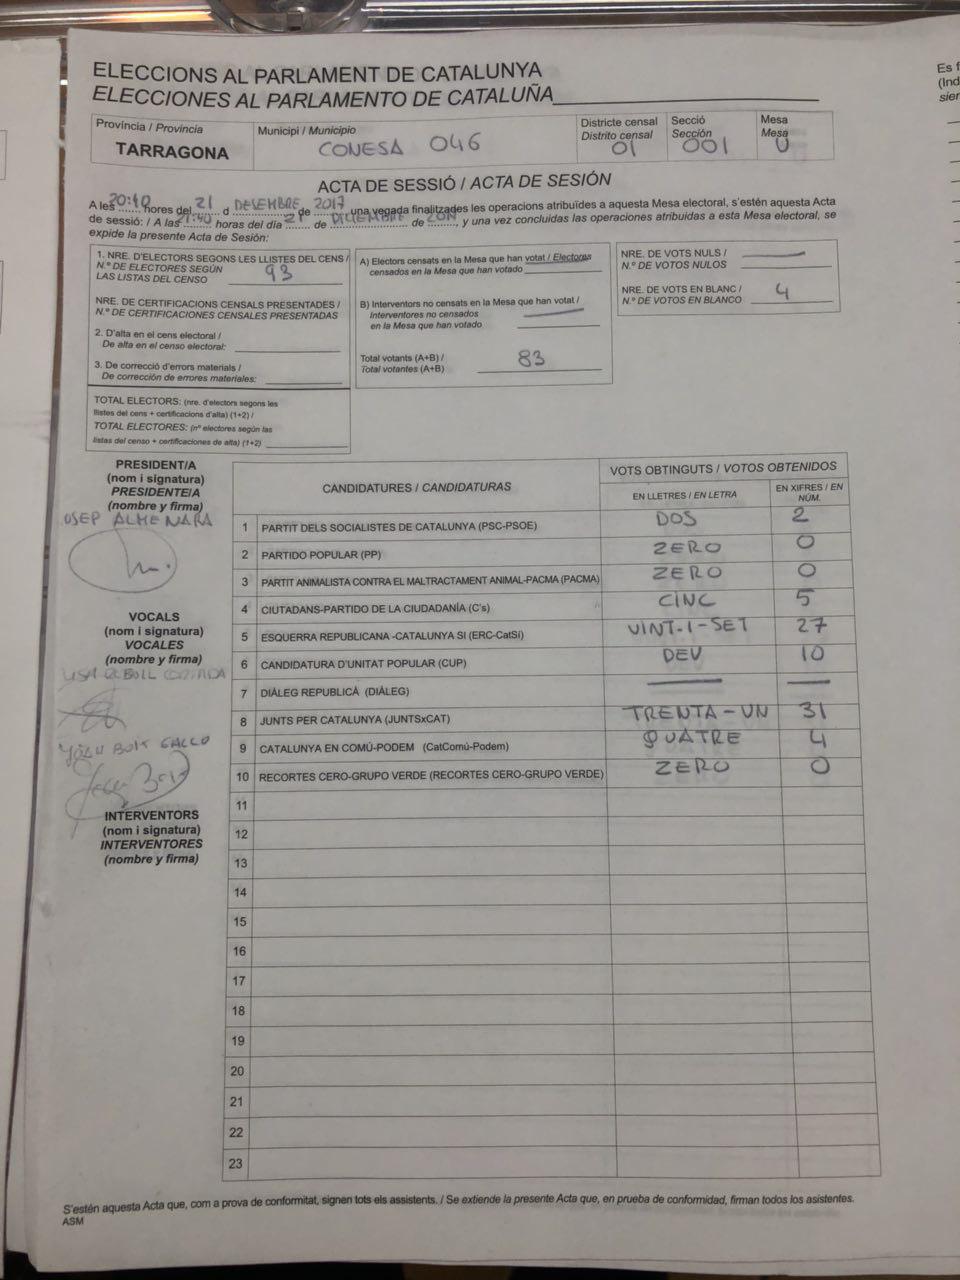 ELECCIONS AL PARLAMENT DE CATALUNYA
ELECCIONES AL PARLAMENTO DE CATALUÑA
Província / Provincia
TARRAGONA
Municipi / Municipio
CONESA 046
Districte censal
Distrito censal
01
Secció
Sección
001
Mesa
Mesa
U
ACTA DE SESSIÓ / ACTA DE SESIÓN
A les 20:40 hores del 21 d DESEMBRE de 2017 una vegada finalitzades les operacions atribuïdes a aquesta Mesa electoral, s'estén aquesta Acta
de sessió: / A las horas del día 21 de DICIEMBRE de , y una vez concluidas las operaciones atribuidas a esta Mesa electoral, se
expide la presente Acta de Sesión:
1. NRE. D'ELECTORS SEGONS LES LLISTES DEL CENS /
N.º DE ELECTORES SEGÚN
LAS LISTAS DEL CENSO 93
NRE. DE CERTIFICACIONS CENSALS PRESENTADES /
N.º DE CERTIFICACIONES CENSALES PRESENTADAS
2. D'alta en el cens electoral /
De alta en el censo electoral:
3. De correcció d'errors materials /
De corrección de errores materiales:
TOTAL ELECTORS: (nre. d'electors segons les
llistes del cens + certificacions d'alta) (1+2) /
TOTAL ELECTORES: (nº electores según las
listas del censo + certificaciones de alta) (1+2)
A) Electors censats en la Mesa que han votat / Electores
censados en la Mesa que han votado
B) Interventors no censats en la Mesa que han votat /
Interventores no censados
en la Mesa que han votado
Total votants (A+B) /
Total votantes (A+B) 83
NRE. DE VOTS NULS /
N.º DE VOTOS NULOS
NRE. DE VOTS EN BLANC /
N.º DE VOTOS EN BLANCO 4
PRESIDENT/A
(nom i signatura)
PRESIDENTE/A
(nombre y firma)
OSEP ALMENARA
VOCALS
(nom i signatura)
VOCALES
(nombre y firma)
INTERVENTORS
(nom i signatura)
INTERVENTORES
(nombre y firma)
CANDIDATURES / CANDIDATURAS
VOTS OBTINGUTS / VOTOS OBTENIDOS
EN LLETRES / EN LETRA
EN XIFRES / EN NÚM.
1 PARTIT DELS SOCIALISTES DE CATALUNYA (PSC-PSOE) DOS 2
2 PARTIDO POPULAR (PP) ZERO 0
3 PARTIT ANIMALISTA CONTRA EL MALTRACTAMENT ANIMAL-PACMA (PACMA) ZERO 0
4 CIUTADANS-PARTIDO DE LA CIUDADANÍA (C's) CINC 5
5 ESQUERRA REPUBLICANA -CATALUNYA SI (ERC-CatSí) VINT-I-SET 27
6 CANDIDATURA D'UNITAT POPULAR (CUP) DEU 10
7 DIÀLEG REPUBLICÀ (DIÀLEG)
8 JUNTS PER CATALUNYA (JUNTSxCAT) TRENTA-UN 31
9 CATALUNYA EN COMÚ-PODEM (CatComú-Podem) QUATRE 4
10 RECORTES CERO-GRUPO VERDE (RECORTES CERO-GRUPO VERDE) ZERO 0
11
12
13
14
15
16
17
18
19
20
21
22
23
S'estén aquesta Acta que, com a prova de conformitat, signen tots els assistents. / Se extiende la presente Acta que, en prueba de conformidad, firman todos los asistentes.
ASM